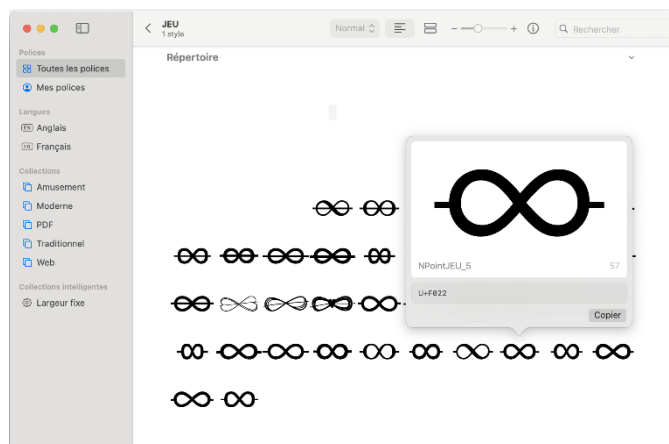 JEU
1 style
Normal
Rechercher
Polices
Toutes les polices
Mes polices
Langues
EN Anglais
FR Français
Collections
Amusement
Moderne
PDF
Traditionnel
Web
Collections intelligentes
Largeur fixe
Répertoire
NPointJEU_5 57
U+F022
Copier